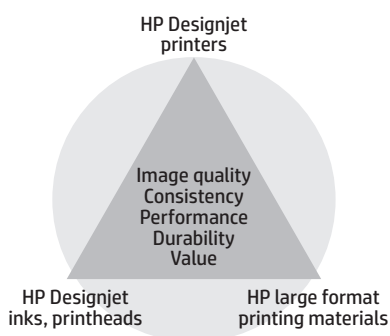 HP Designjet
printers
Image quality
Consistency
Performance
Durability
Value
HP Designjet
inks, printheads
HP large format
printing materials